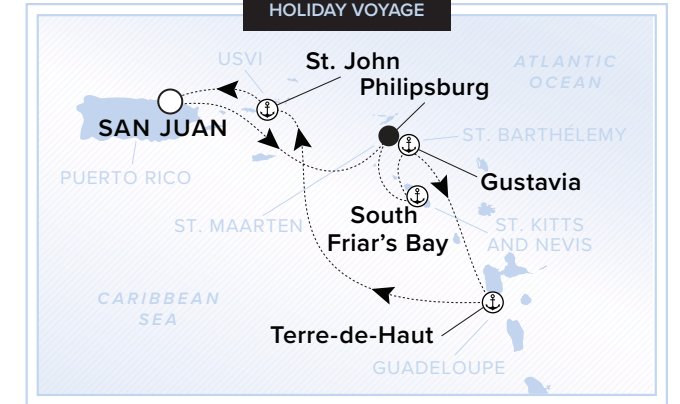 HOLIDAY VOYAGE
USVI
St. John
ATLANTIC
OCEAN
Philipsburg
SAN JUAN
ST. BARTHÉLEMY
PUERTO RICO
Gustavia
ST. MAARTEN
South
Friar's Bay
ST. KITTS
AND NEVIS
CARIBBEAN
SEA
Terre-de-Haut
GUADELOUPE